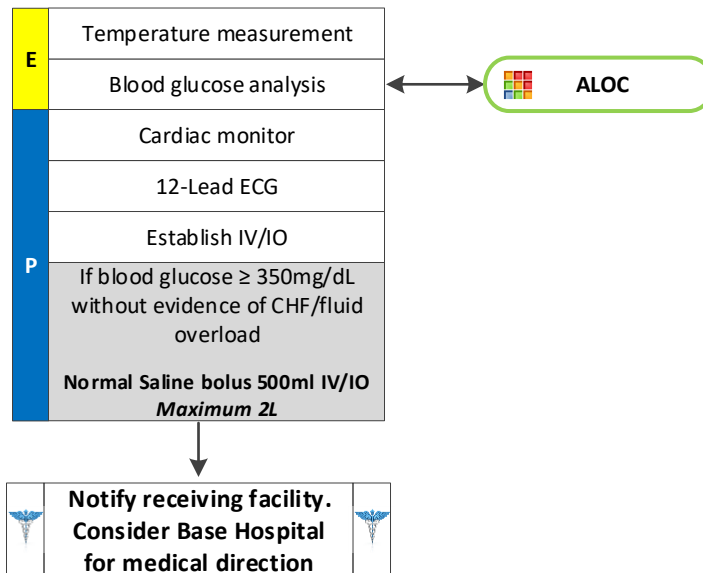 E
Temperature measurement
Blood glucose analysis
ALOC
P
Cardiac monitor
12-Lead ECG
Establish IV/IO
If blood glucose ≥ 350mg/dL
without evidence of CHF/fluid
overload
Normal Saline bolus 500ml IV/IO
Maximum 2L
Notify receiving facility.
Consider Base Hospital
for medical direction